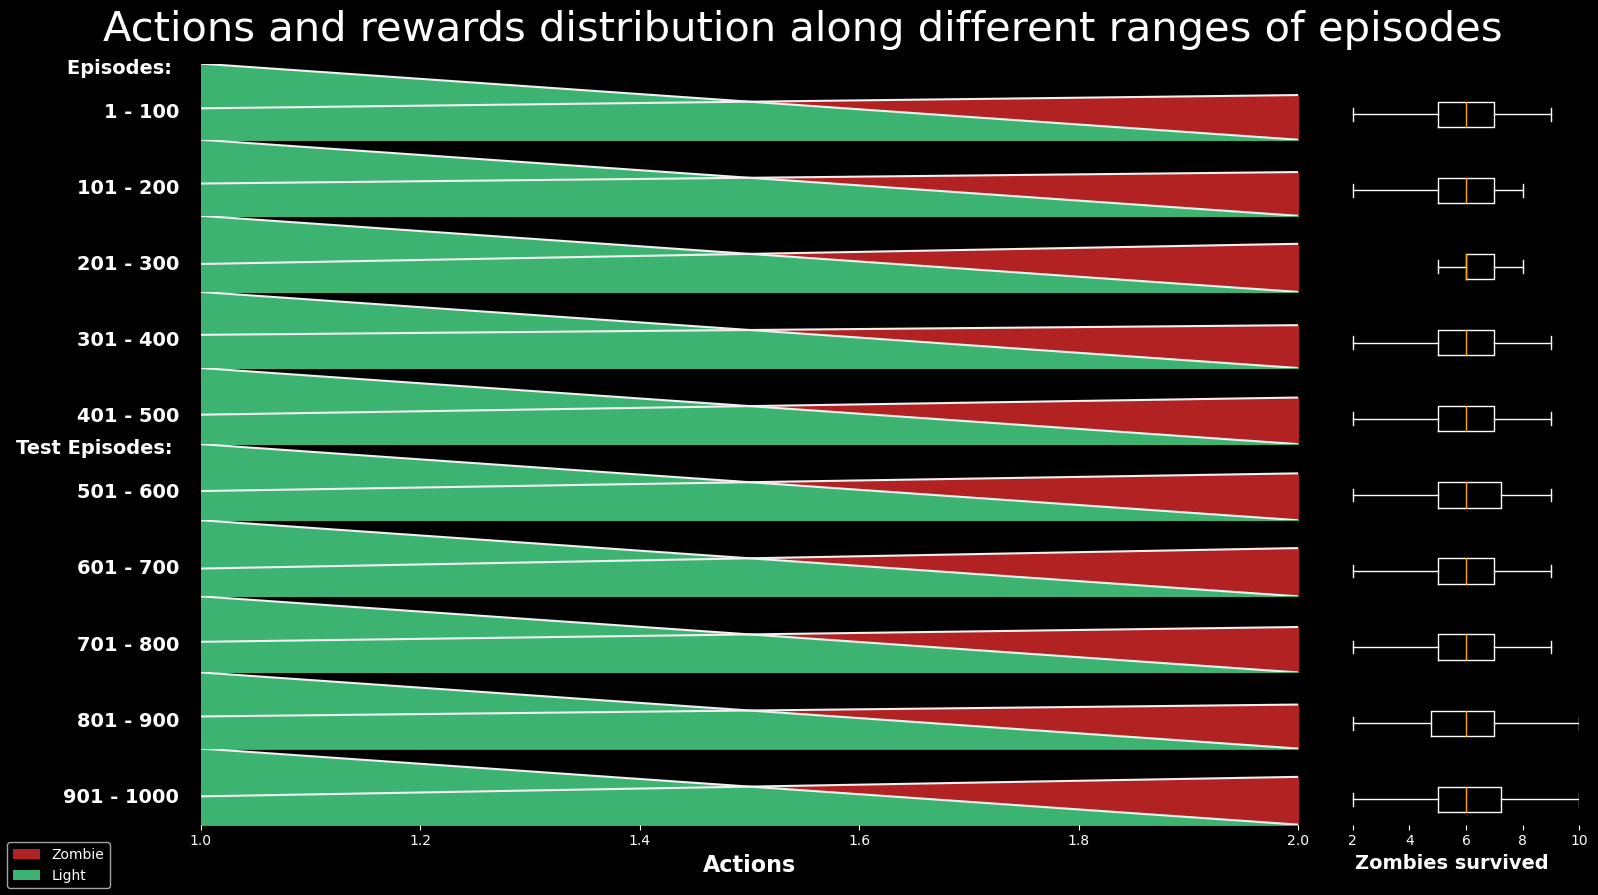 Actions and rewards distribution along different ranges of episodes
Episodes:
1 - 100
101 - 200
201 - 300
301 - 400
401 - 500
Test Episodes:
501 - 600
601 - 700
701 - 800
801 - 900
901 - 1000
1.0 1.2 1.4 1.6 1.8 2.0
2 4 6 8 10
Actions
Zombies survived
Zombie
Light